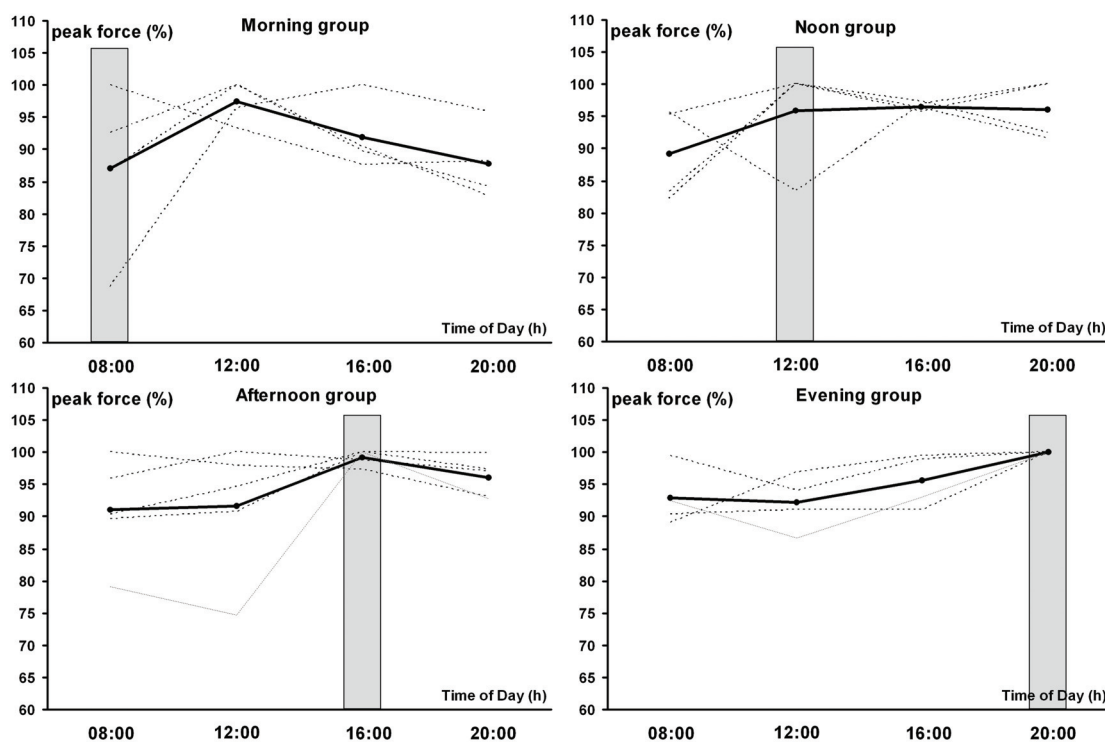 Morning group
peak force (%)
110
105
100
95
90
85
80
75
70
65
60
Time of Day (h)
08:00 12:00 16:00 20:00
Noon group
peak force (%)
110
105
100
95
90
85
80
75
70
65
60
Time of Day (h)
08:00 12:00 16:00 20:00
Afternoon group
peak force (%)
110
105
100
95
90
85
80
75
70
65
60
Time of Day (h)
08:00 12:00 16:00 20:00
Evening group
peak force (%)
110
105
100
95
90
85
80
75
70
65
60
Time of Day (h)
08:00 12:00 16:00 20:00